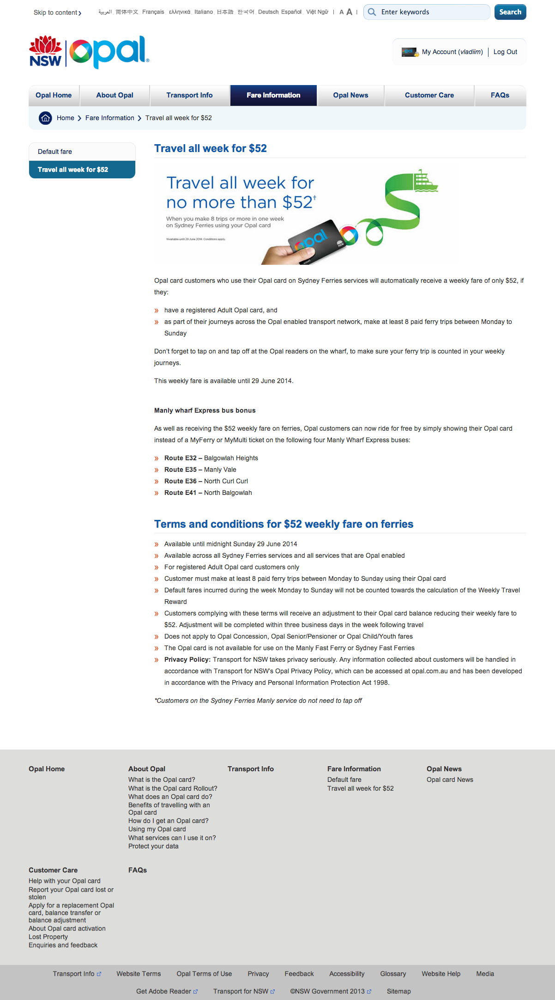 Skip to content
العربية 简体中文 Français ελληνικά Italiano 日本語 한국어 Deutsch Español Việt Ngữ | A A |
Enter keywords
Search
NSW opal
My Account (vladiim) | Log Out
Opal Home About Opal Transport Info Fare Information Opal News Customer Care FAQs
Home Fare Information Travel all week for $52
Default fare
Travel all week for $52
Travel all week for $52
Travel all week for
no more than $52†
When you make 8 trips or more in one week
on Sydney Ferries using your Opal card
†Available until 29 June 2014. Conditions apply.
opal
NSW
Opal card customers who use their Opal card on Sydney Ferries services will automatically receive a weekly fare of only $52, if
they:
» have a registered Adult Opal card, and
» as part of their journeys across the Opal enabled transport network, make at least 8 paid ferry trips between Monday to
Sunday
Don't forget to tap on and tap off at the Opal readers on the wharf, to make sure your ferry trip is counted in your weekly
journeys.
This weekly fare is available until 29 June 2014.
Manly wharf Express bus bonus
As well as receiving the $52 weekly fare on ferries, Opal customers can now ride for free by simply showing their Opal card
instead of a MyFerry or MyMulti ticket on the following four Manly Wharf Express buses:
» Route E32 – Balgowlah Heights
» Route E35 – Manly Vale
» Route E36 – North Curl Curl
» Route E41 – North Balgowlah
Terms and conditions for $52 weekly fare on ferries
» Available until midnight Sunday 29 June 2014
» Available across all Sydney Ferries services and all services that are Opal enabled
» For registered Adult Opal card customers only
» Customer must make at least 8 paid ferry trips between Monday to Sunday using their Opal card
» Default fares incurred during the week Monday to Sunday will not be counted towards the calculation of the Weekly Travel
Reward
» Customers complying with these terms will receive an adjustment to their Opal card balance reducing their weekly fare to
$52. Adjustment will be completed within three business days in the week following travel
» Does not apply to Opal Concession, Opal Senior/Pensioner or Opal Child/Youth fares
» The Opal card is not available for use on the Manly Fast Ferry or Sydney Fast Ferries
» Privacy Policy: Transport for NSW takes privacy seriously. Any information collected about customers will be handled in
accordance with Transport for NSW's Opal Privacy Policy, which can be accessed at opal.com.au and has been developed
in accordance with the Privacy and Personal Information Protection Act 1998.
*Customers on the Sydney Ferries Manly service do not need to tap off
Opal Home
About Opal
What is the Opal card?
What is the Opal card Rollout?
What does an Opal card do?
Benefits of travelling with an
Opal card
How do I get an Opal card?
Using my Opal card
What services can I use it on?
Protect your data
Transport Info
Fare Information
Default fare
Travel all week for $52
Opal News
Opal card News
Customer Care
Help with your Opal card
Report your Opal card lost or
stolen
Apply for a replacement Opal
card, balance transfer or
balance adjustment
About Opal card activation
Lost Property
Enquiries and feedback
FAQs
Transport Info Website Terms Opal Terms of Use Privacy Feedback Accessibility Glossary Website Help Media
Get Adobe Reader Transport for NSW ©NSW Government 2013 Sitemap